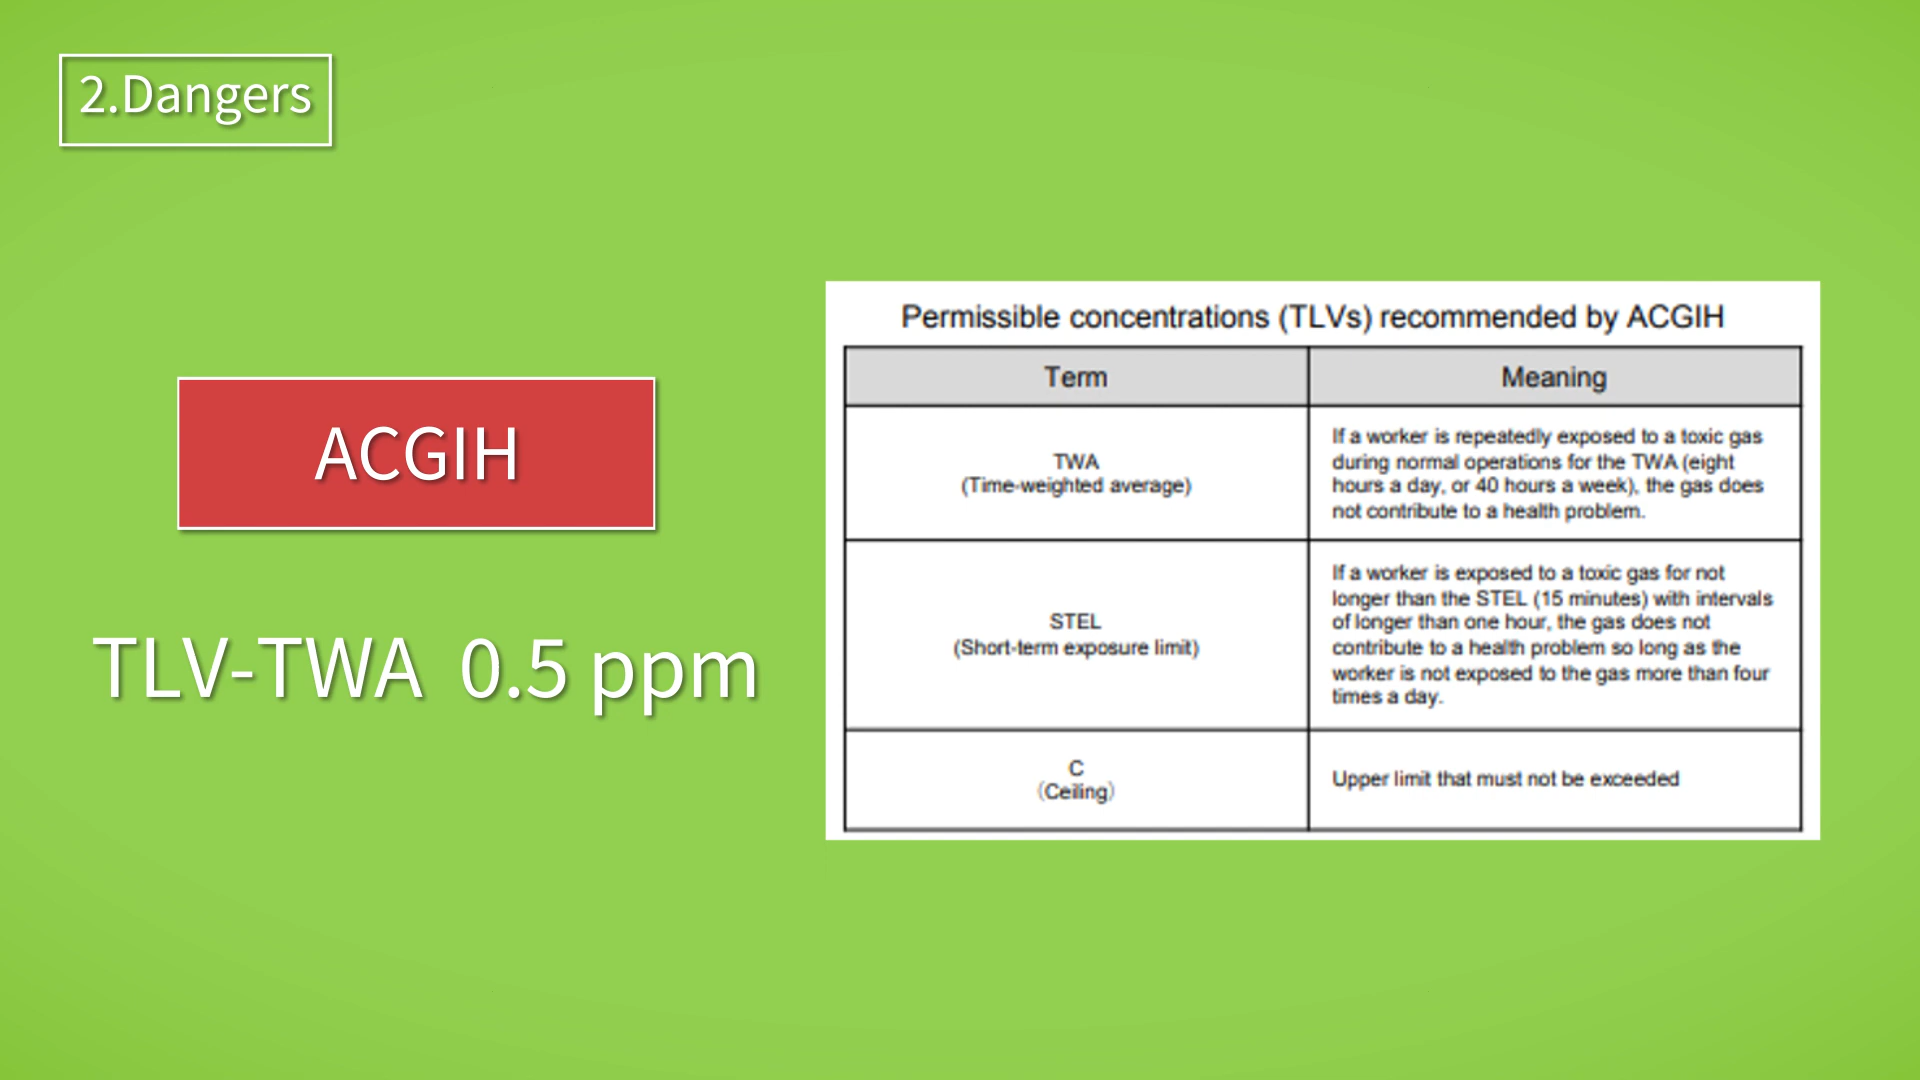 2.Dangers
ACGIH
TLV-TWA 0.5 ppm
Permissible concentrations (TLVs) recommended by ACGIH
Term
Meaning
TWA
(Time-weighted average)
If a worker is repeatedly exposed to a toxic gas
during normal operations for the TWA (eight
hours a day, or 40 hours a week), the gas does
not contribute to a health problem.
STEL
(Short-term exposure limit)
If a worker is exposed to a toxic gas for not
longer than the STEL (15 minutes) with intervals
of longer than one hour, the gas does not
contribute to a health problem so long as the
worker is not exposed to the gas more than four
times a day.
C
（Ceiling）
Upper limit that must not be exceeded